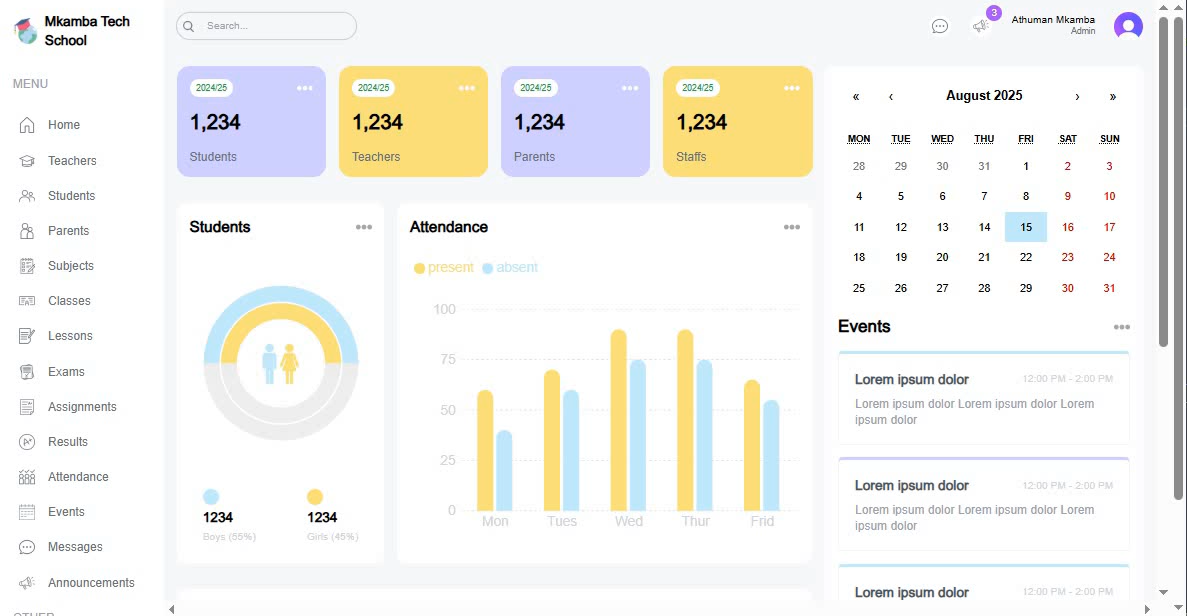 Mkamba Tech
School
MENU
Home
Teachers
Students
Parents
Subjects
Classes
Lessons
Exams
Assignments
Results
Attendance
Events
Messages
Announcements
OTHER
Search...
3
Athuman Mkamba
Admin
2024/25
1,234
Students
2024/25
1,234
Teachers
2024/25
1,234
Parents
2024/25
1,234
Staffs
Students
1234
Boys (55%)
1234
Girls (45%)
Attendance
present absent
100
75
50
25
0
Mon Tues Wed Thur Frid
« ‹ August 2025 › »
MON TUE WED THU FRI SAT SUN
28 29 30 31 1 2 3
4 5 6 7 8 9 10
11 12 13 14 15 16 17
18 19 20 21 22 23 24
25 26 27 28 29 30 31
Events
Lorem ipsum dolor 12:00 PM - 2:00 PM
Lorem ipsum dolor Lorem ipsum dolor Lorem
ipsum dolor
Lorem ipsum dolor 12:00 PM - 2:00 PM
Lorem ipsum dolor Lorem ipsum dolor Lorem
ipsum dolor
Lorem ipsum dolor 12:00 PM - 2:00 PM